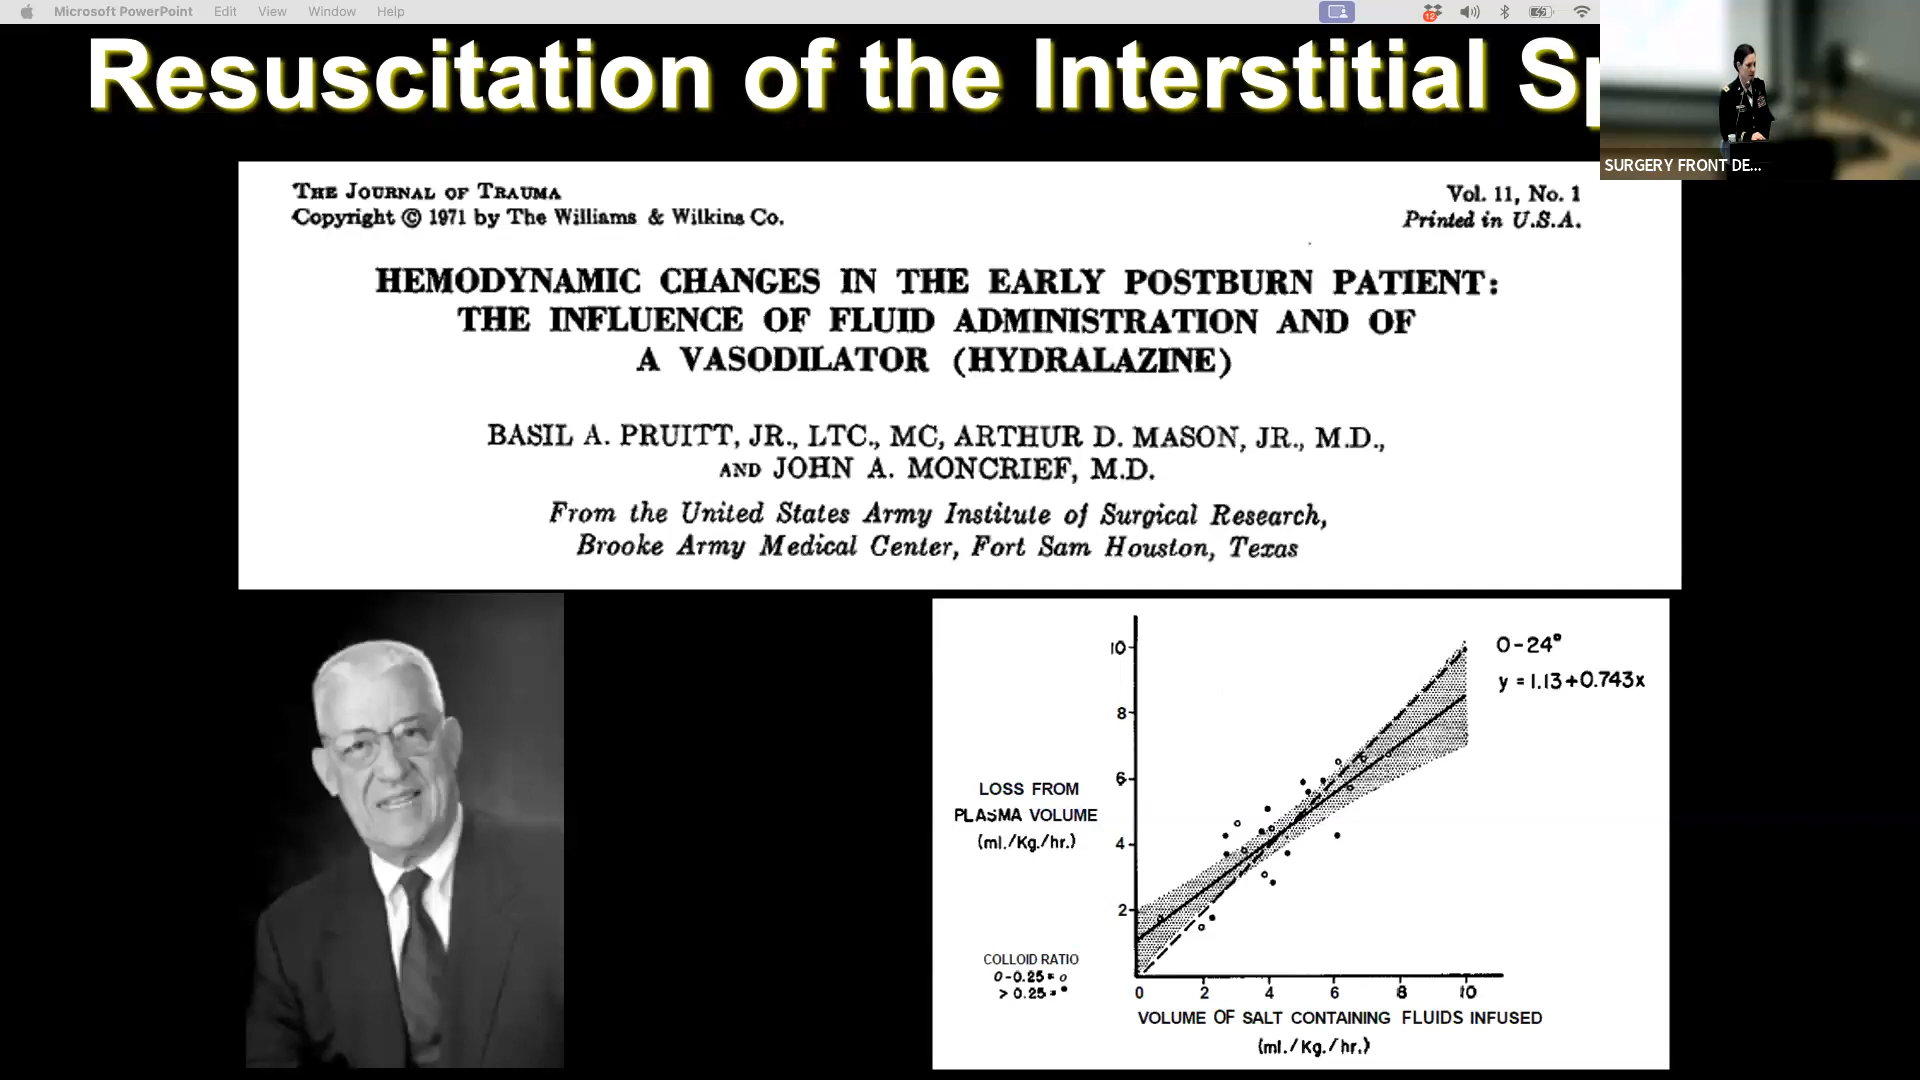 Microsoft PowerPoint Edit View Window Help
12
Resuscitation of the Interstitial Sp
SURGERY FRONT DE...
THE JOURNAL OF TRAUMA
Copyright © 1971 by The Williams & Wilkins Co.
Vol. 11, No. 1
Printed in U.S.A.
HEMODYNAMIC CHANGES IN THE EARLY POSTBURN PATIENT:
THE INFLUENCE OF FLUID ADMINISTRATION AND OF
A VASODILATOR (HYDRALAZINE)
BASIL A. PRUITT, JR., LTC., MC, ARTHUR D. MASON, JR., M.D.,
AND JOHN A. MONCRIEF, M.D.
From the United States Army Institute of Surgical Research,
Brooke Army Medical Center, Fort Sam Houston, Texas
0-24°
y = 1.13+0.743x
10
8
6
4
2
LOSS FROM
PLASMA VOLUME
(ml./Kg./hr.)
COLLOID RATIO
0-0.25 = o
> 0.25 = •
0 2 4 6 8 10
VOLUME OF SALT CONTAINING FLUIDS INFUSED
(ml./Kg./hr.)